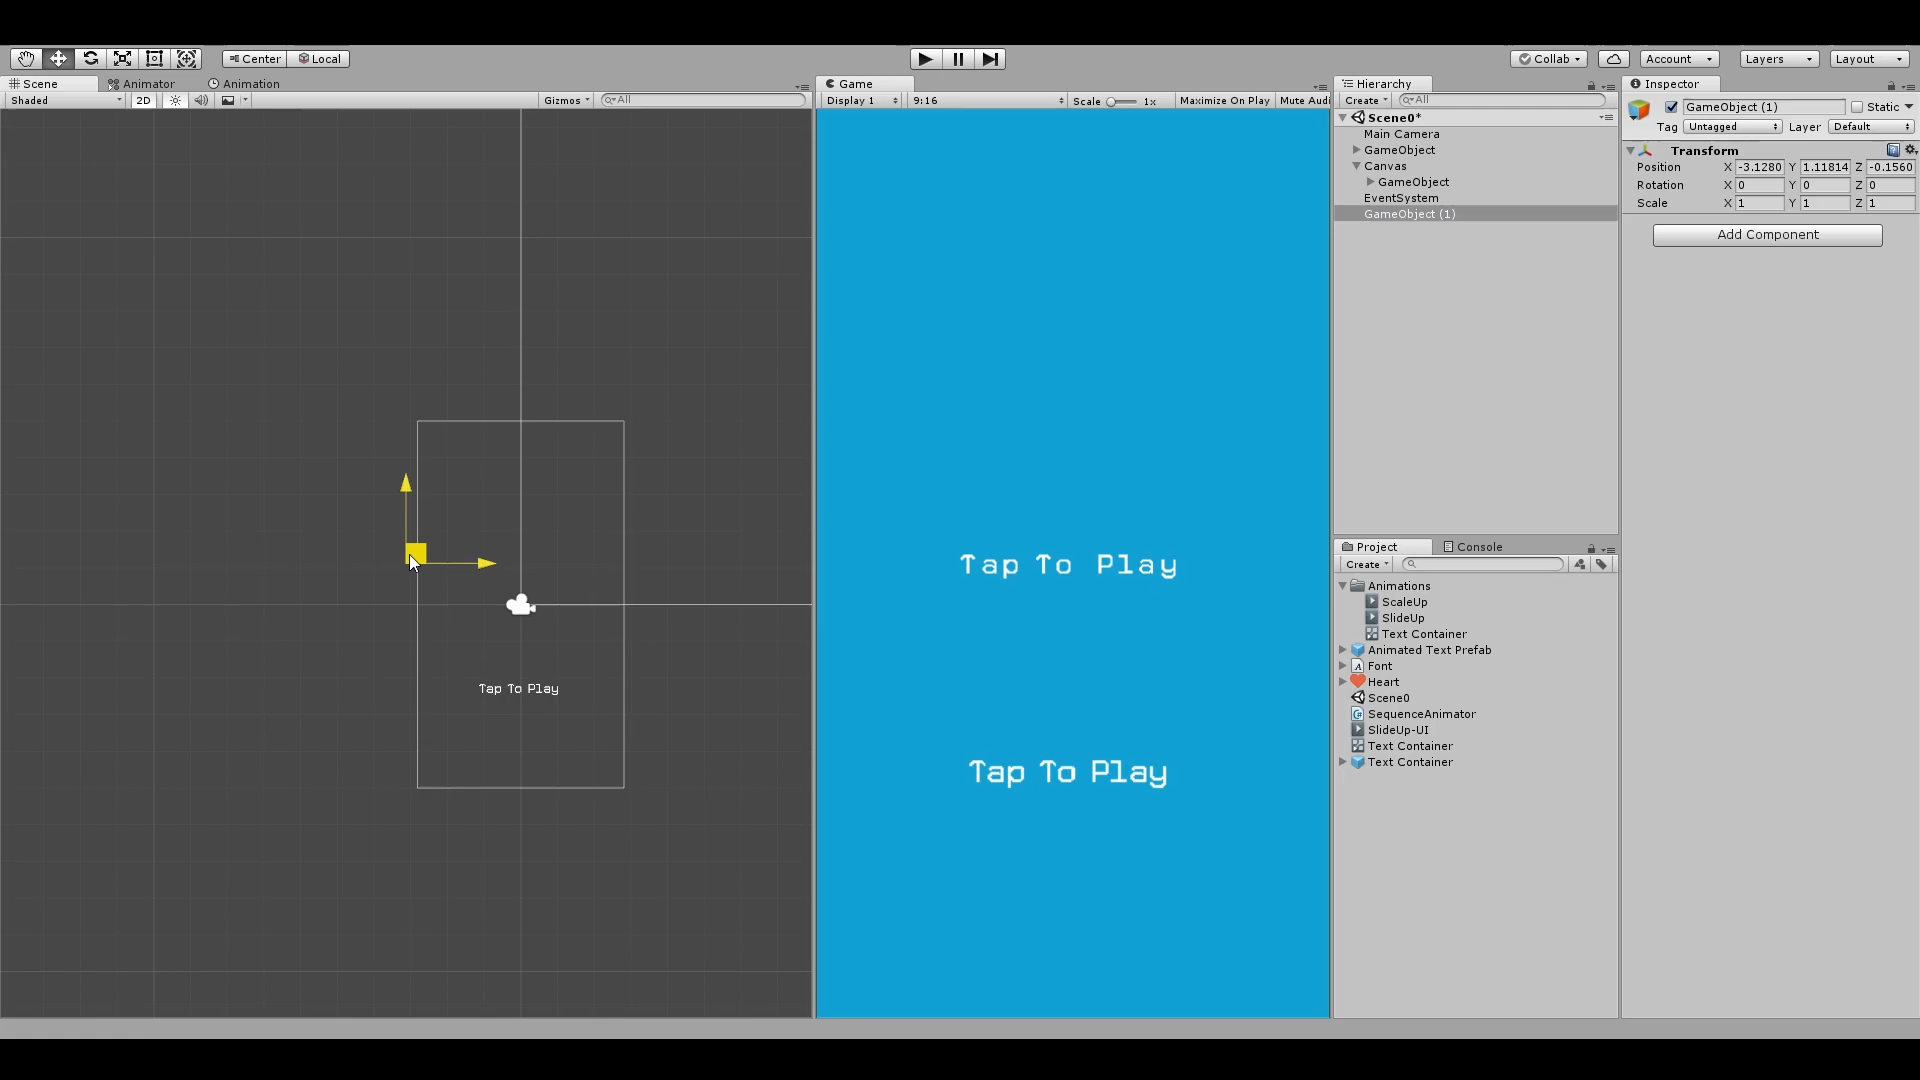 Center Local
Collab Account Layers Layout
Scene Animator Animation
Game
Hierarchy
Inspector
Shaded 2D Gizmos All
Display 1 9:16 Scale 1x Maximize On Play Mute Audi
Create All
GameObject (1) Static
Tag Untagged Layer Default
Scene0*
Main Camera
GameObject
Canvas
GameObject
EventSystem
GameObject (1)
Transform
Position X -3.1280 Y 1.11814 Z -0.1560
Rotation X 0 Y 0 Z 0
Scale X 1 Y 1 Z 1
Add Component
Tap To Play
Tap To Play
Tap To Play
Project Console
Create
Animations
ScaleUp
SlideUp
Text Container
Animated Text Prefab
Font
Heart
Scene0
SequenceAnimator
SlideUp-UI
Text Container
Text Container